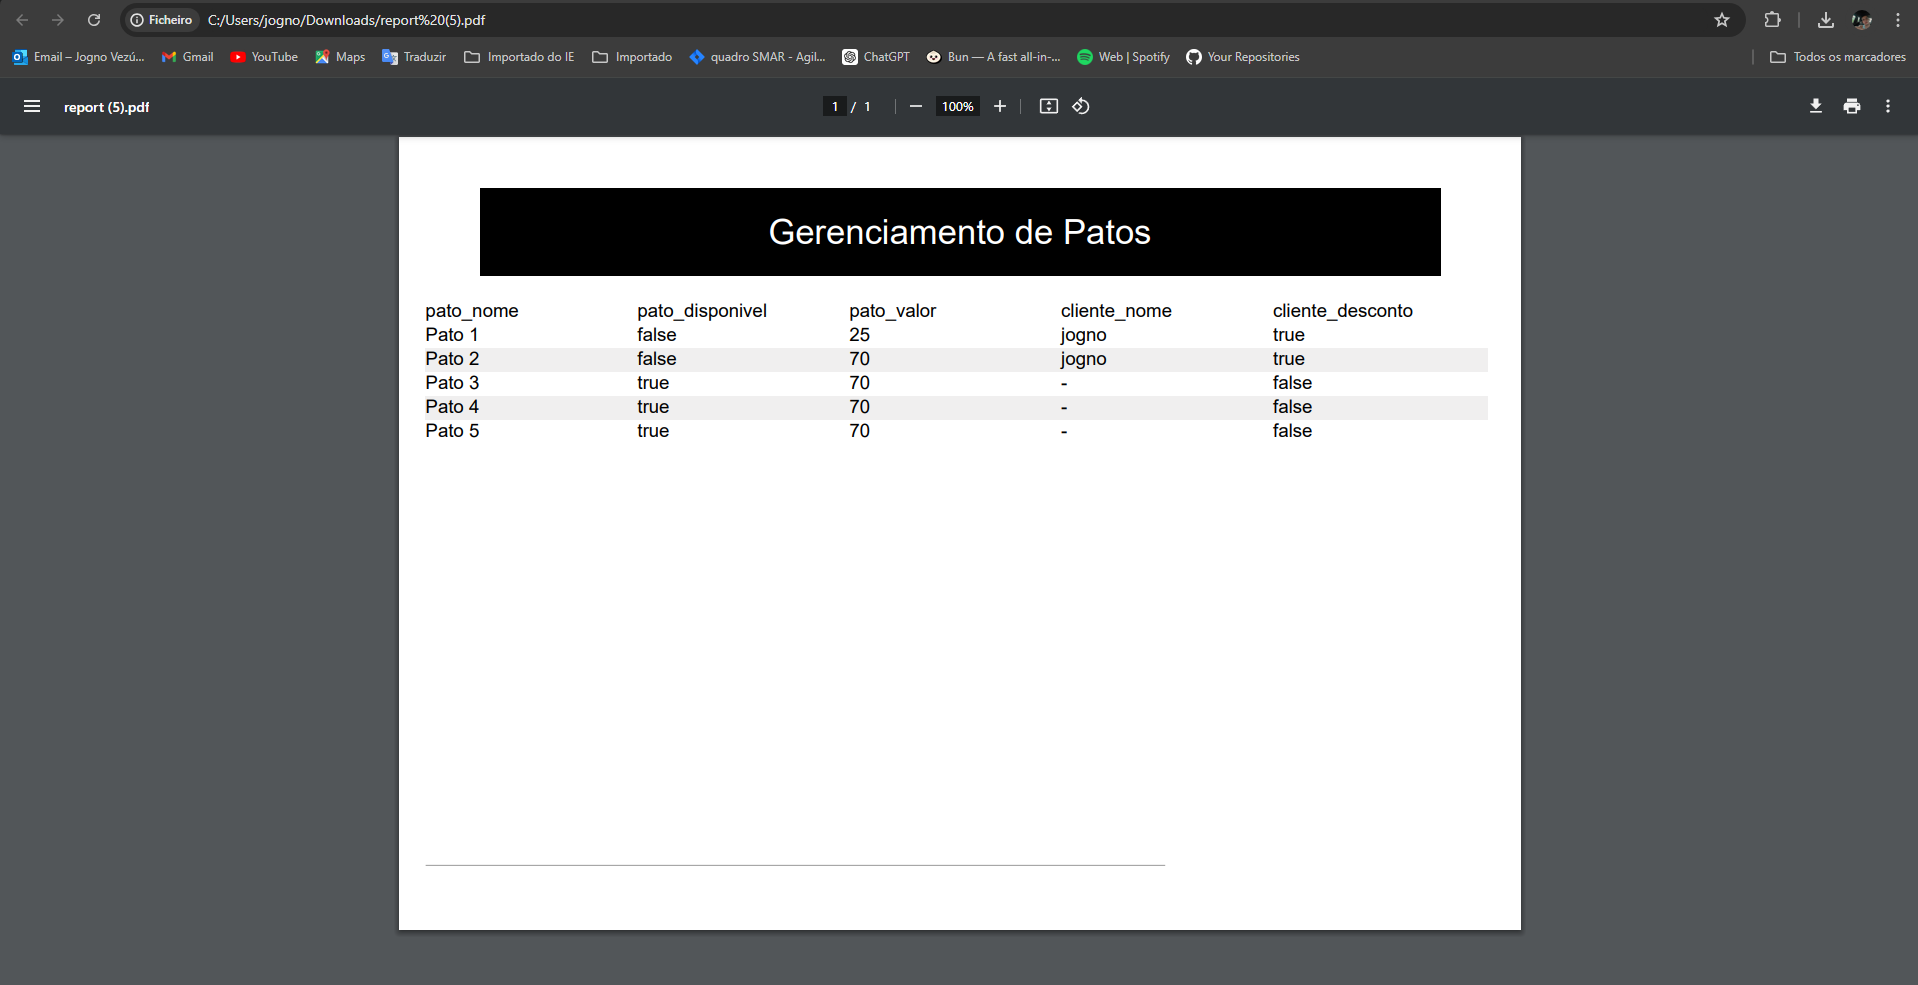 Ficheiro C:/Users/jogno/Downloads/report%20(5).pdf
Email – Jogno Vezú... Gmail YouTube Maps Traduzir Importado do IE Importado quadro SMAR - Agil... ChatGPT Bun — A fast all-in-... Web | Spotify Your Repositories Todos os marcadores
report (5).pdf 1 / 1 100%
Gerenciamento de Patos
pato_nome pato_disponivel pato_valor cliente_nome cliente_desconto
Pato 1 false 25 jogno true
Pato 2 false 70 jogno true
Pato 3 true 70 - false
Pato 4 true 70 - false
Pato 5 true 70 - false